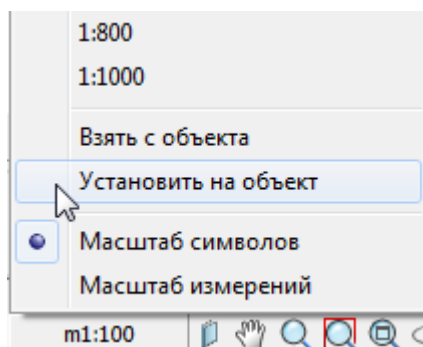 1:800
1:1000
Взять с объекта
Установить на объект
Масштаб символов
Масштаб измерений
m1:100